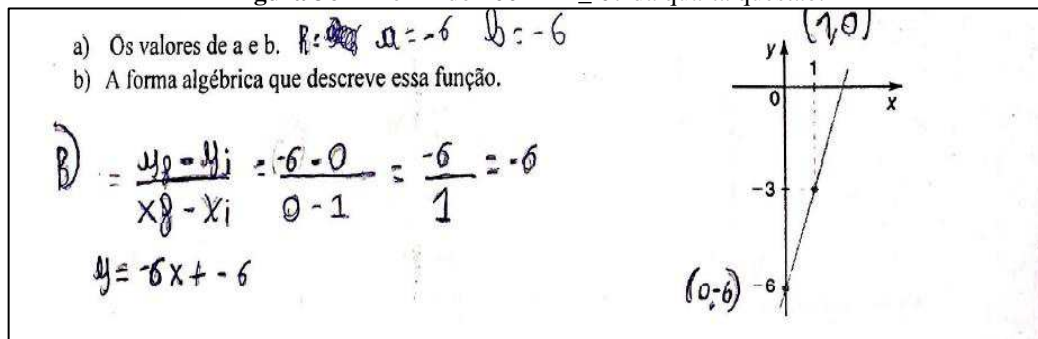 a) Os valores de a e b. R: a = -6 b = -6
b) A forma algébrica que descreve essa função.
B) = yf - yi / xf - xi = -6 - 0 / 0 - 1 = -6 / 1 = -6
y = -6x + - 6
(1,0)
y
1
0
x
-3
(0,-6) -6